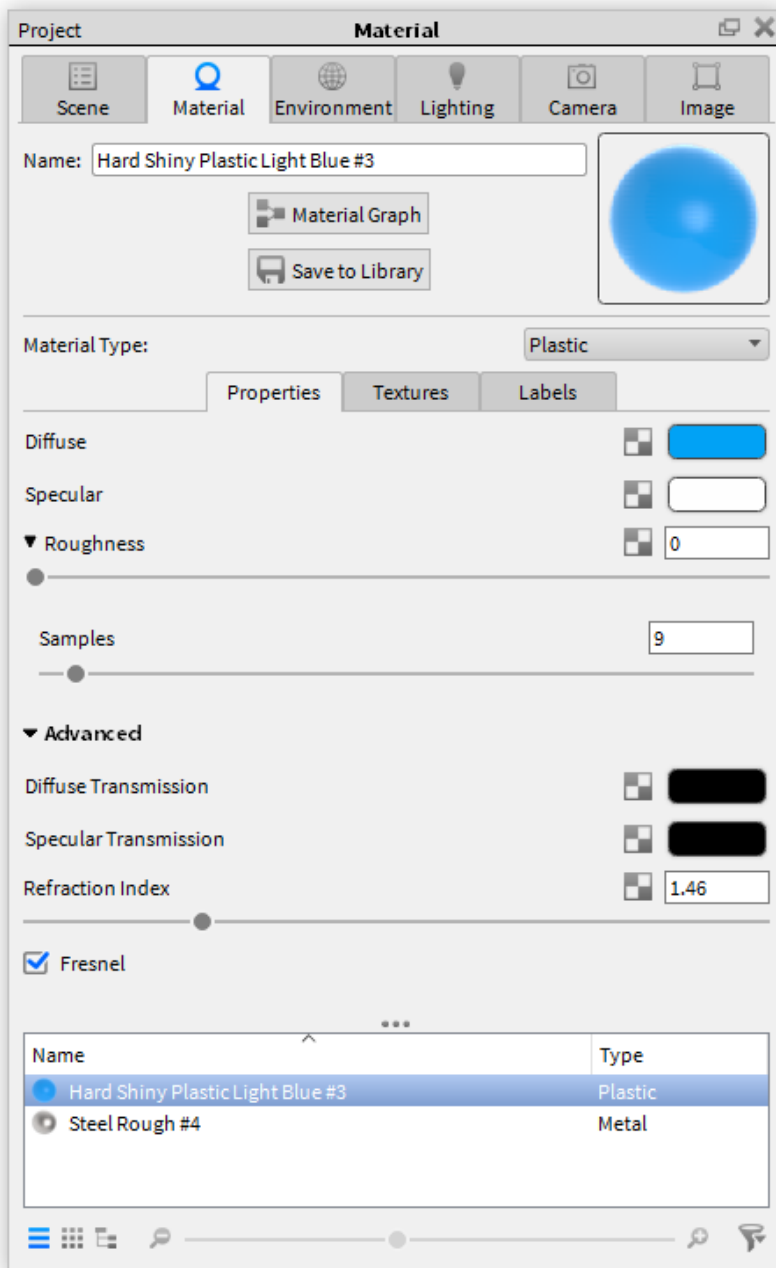 Project Material
Scene Material Environment Lighting Camera Image
Name: Hard Shiny Plastic Light Blue #3
Material Graph
Save to Library
Material Type: Plastic
Properties Textures Labels
Diffuse
Specular
Roughness 0
Samples 9
Advanced
Diffuse Transmission
Specular Transmission
Refraction Index 1.46
Fresnel
Name Type
Hard Shiny Plastic Light Blue #3 Plastic
Steel Rough #4 Metal